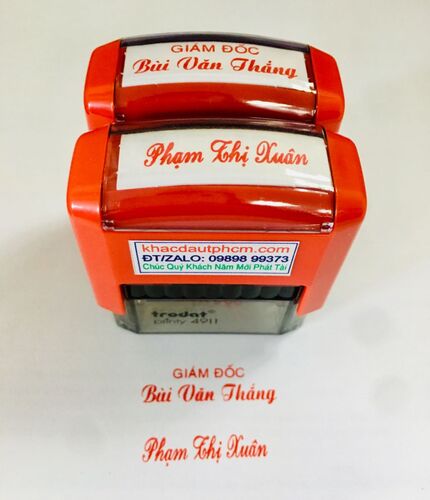 GIÁM ĐỐC
Bùi Văn Thắng
Phạm Thị Xuân
khacdautphcm.com
ĐT/ZALO: 09898 99373
Chúc Quý Khách Năm Mới Phát Tài
trodat
printy 4911
GIÁM ĐỐC
Bùi Văn Thắng
Phạm Thị Xuân